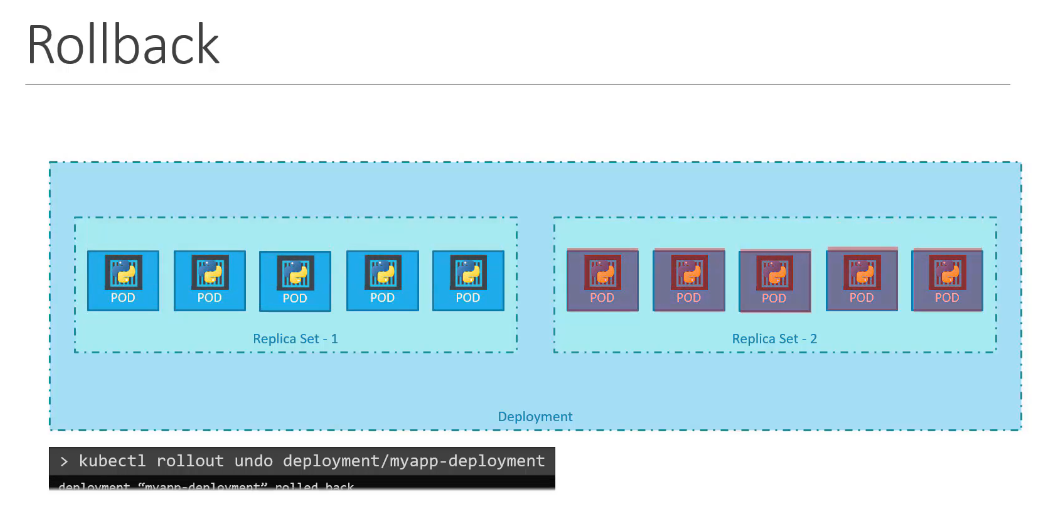 Rollback
POD POD POD POD POD
Replica Set - 1
POD POD POD POD POD
Replica Set - 2
Deployment
> kubectl rollout undo deployment/myapp-deployment
deployment “myapp-deployment” rolled back